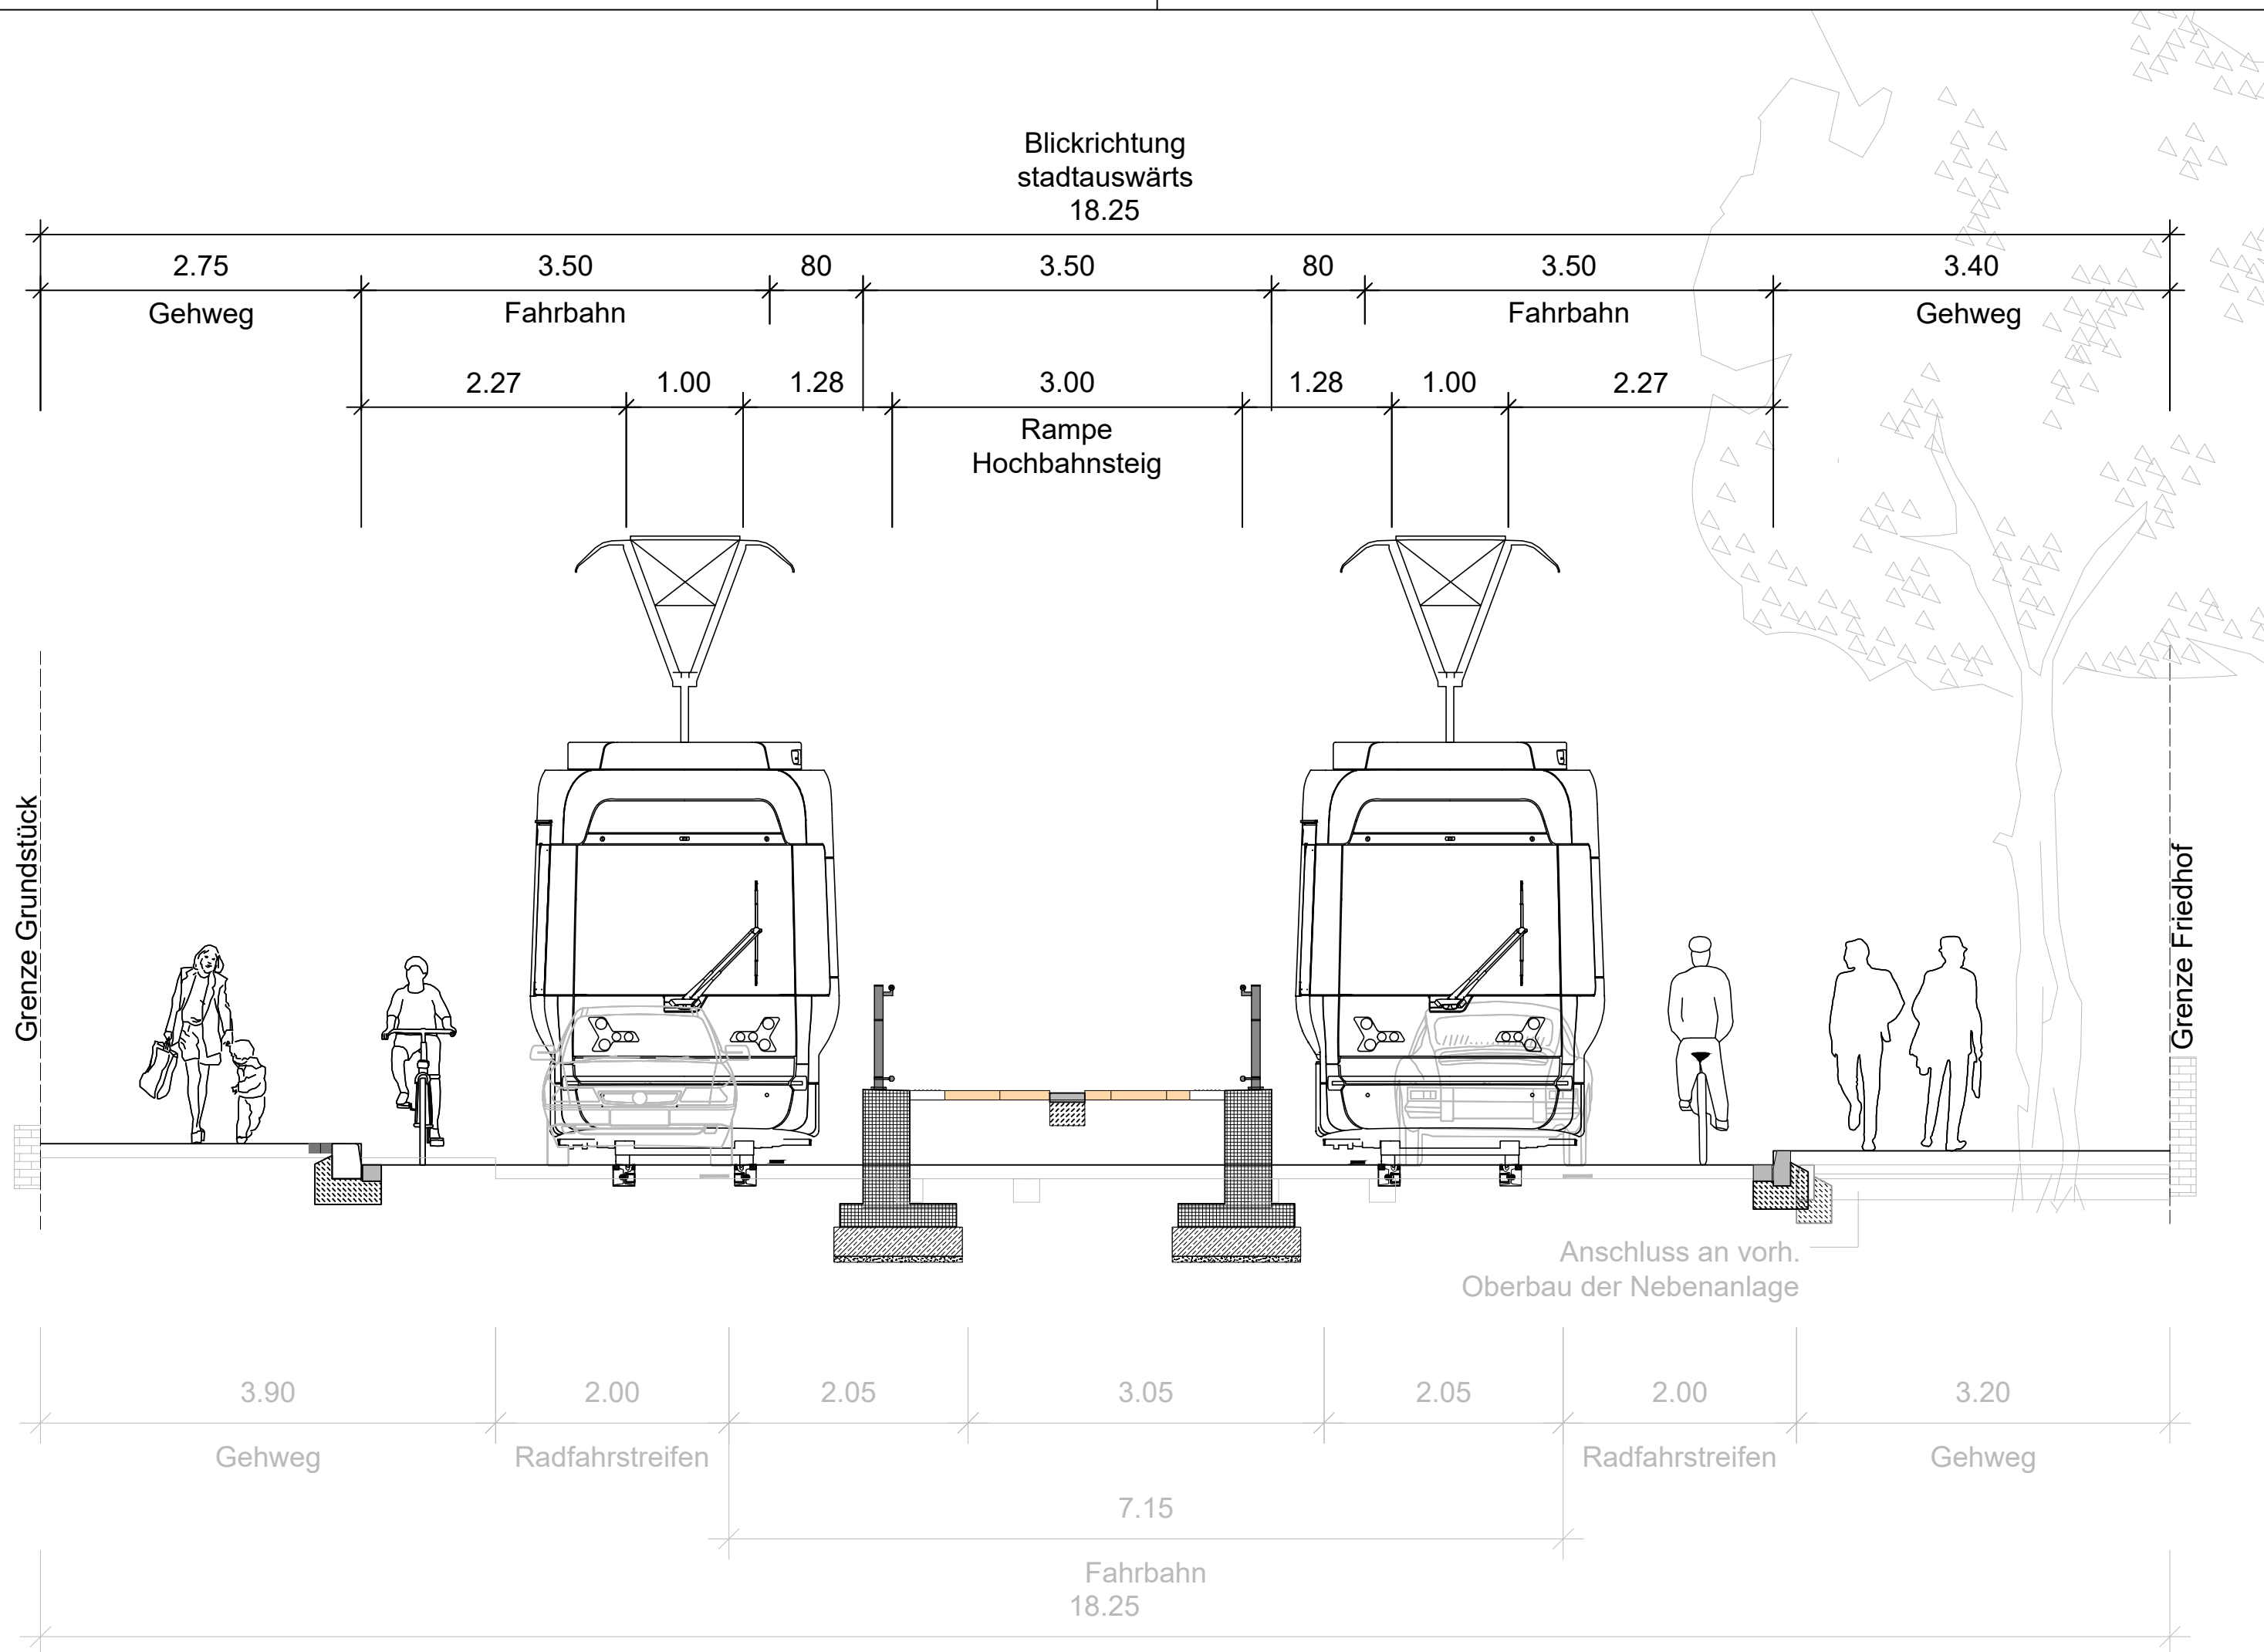 Blickrichtung
stadtauswärts
18.25
2.75 3.50 80 3.50 80 3.50 3.40
Gehweg Fahrbahn Fahrbahn Gehweg
2.27 1.00 1.28 3.00 1.28 1.00 2.27
Rampe
Hochbahnsteig
Grenze Grundstück
Grenze Friedhof
Anschluss an vorh.
Oberbau der Nebenanlage
3.90 2.00 2.05 3.05 2.05 2.00 3.20
Gehweg Radfahrstreifen Radfahrstreifen Gehweg
7.15
Fahrbahn
18.25